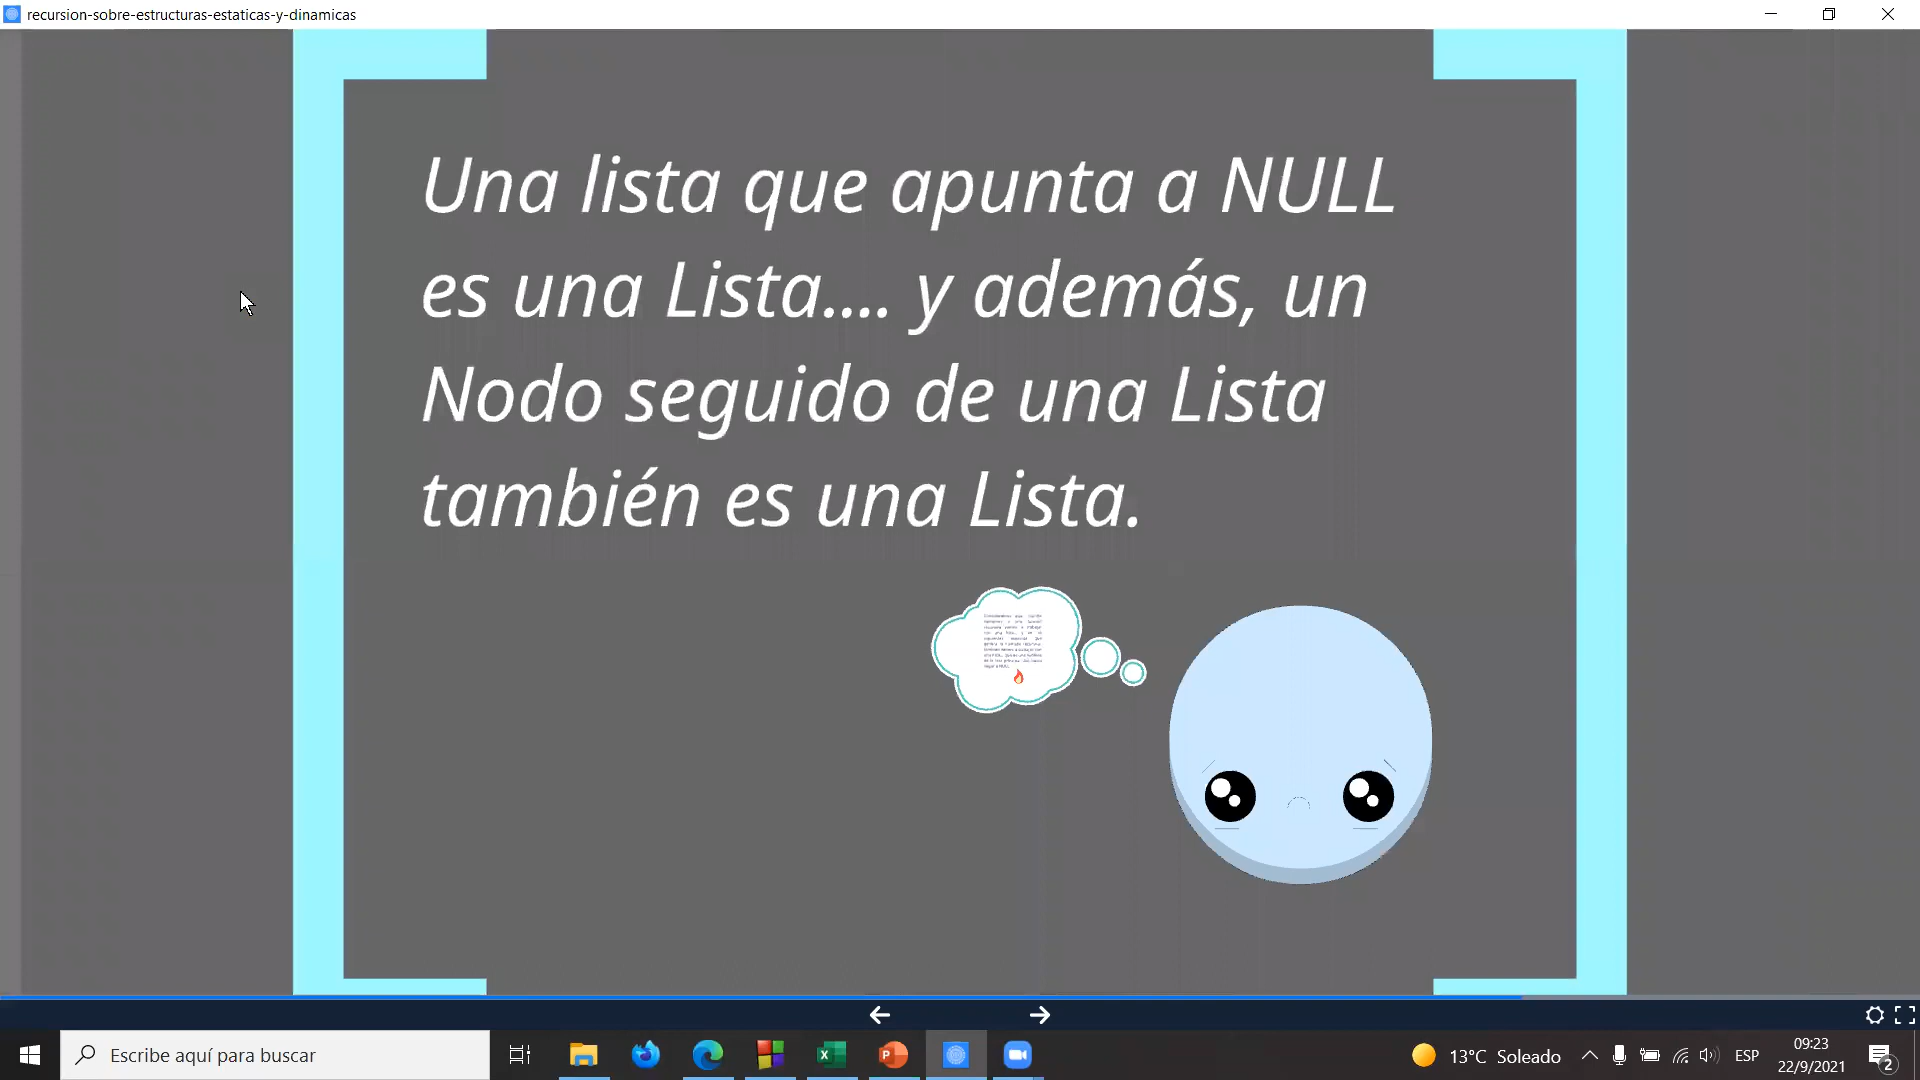 recursion-sobre-estructuras-estaticas-y-dinamicas
Una lista que apunta a NULL
es una Lista.... y además, un
Nodo seguido de una Lista
también es una Lista.
Escribe aquí para buscar
13°C Soleado
ESP
09:23
22/9/2021
2